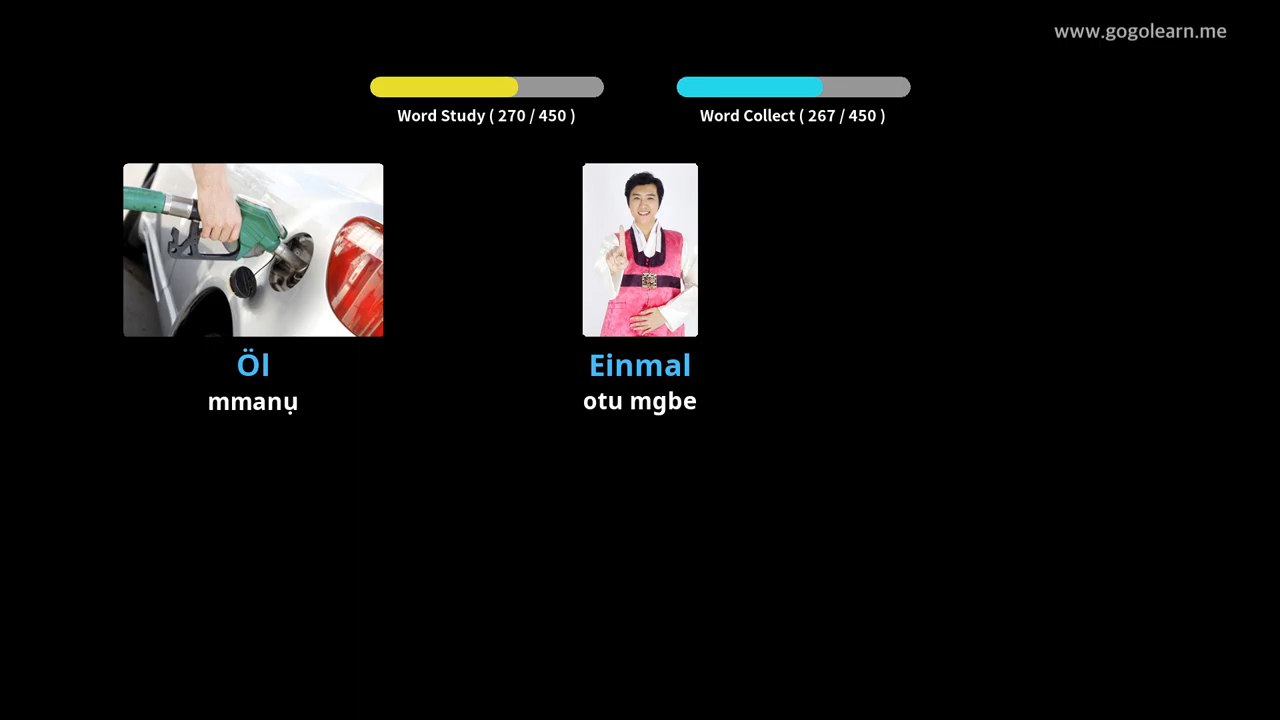 www.gogolearn.me
Word Study ( 270 / 450 )
Word Collect ( 267 / 450 )
Öl
mmanụ
Einmal
otu mgbe